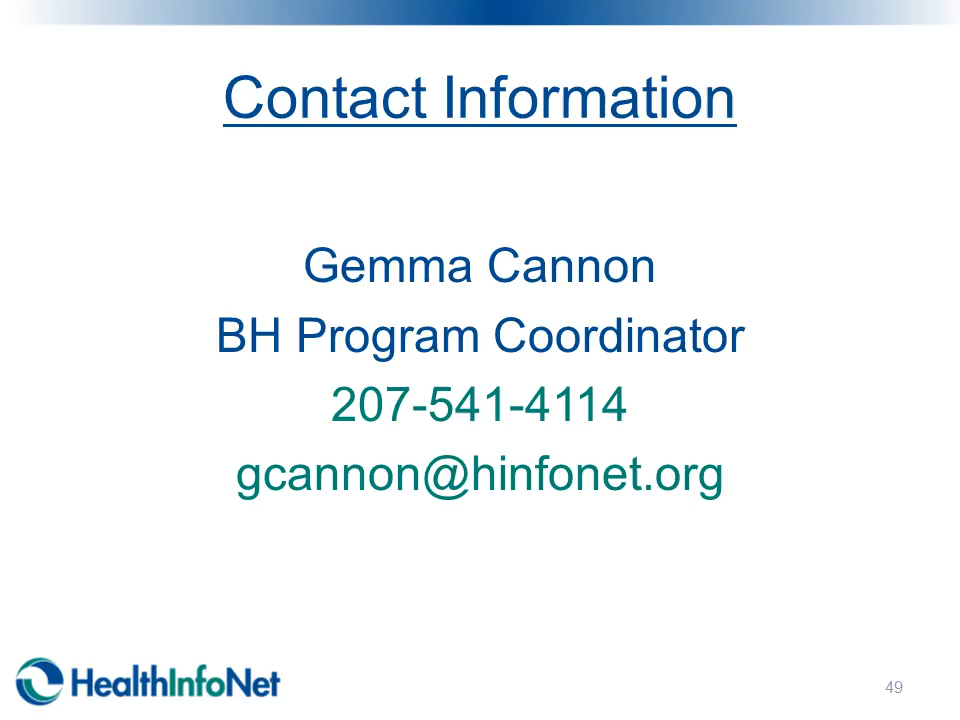 Contact Information
Gemma Cannon
BH Program Coordinator
207-541-4114
gcannon@hinfonet.org
HealthInfoNet
49